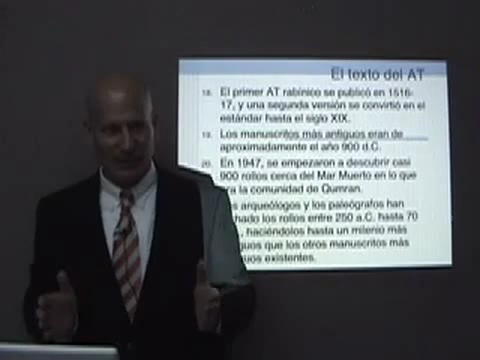 El texto del AT
18. El primer AT rabínico se publicó en 1516-
17, y una segunda versión se convirtió en el
estándar hasta el siglo XIX.
19. Los manuscritos más antiguos eran de
aproximadamente el año 900 d.C.
20. En 1947, se empezaron a descubrir casi
900 rollos cerca del Mar Muerto en lo que
la comunidad de Qumran.
arqueólogos y los paleógrafos han
los rollos entre 250 a.C. hasta 70
, haciéndolos hasta un milenio más
que los otros manuscritos más
existentes.